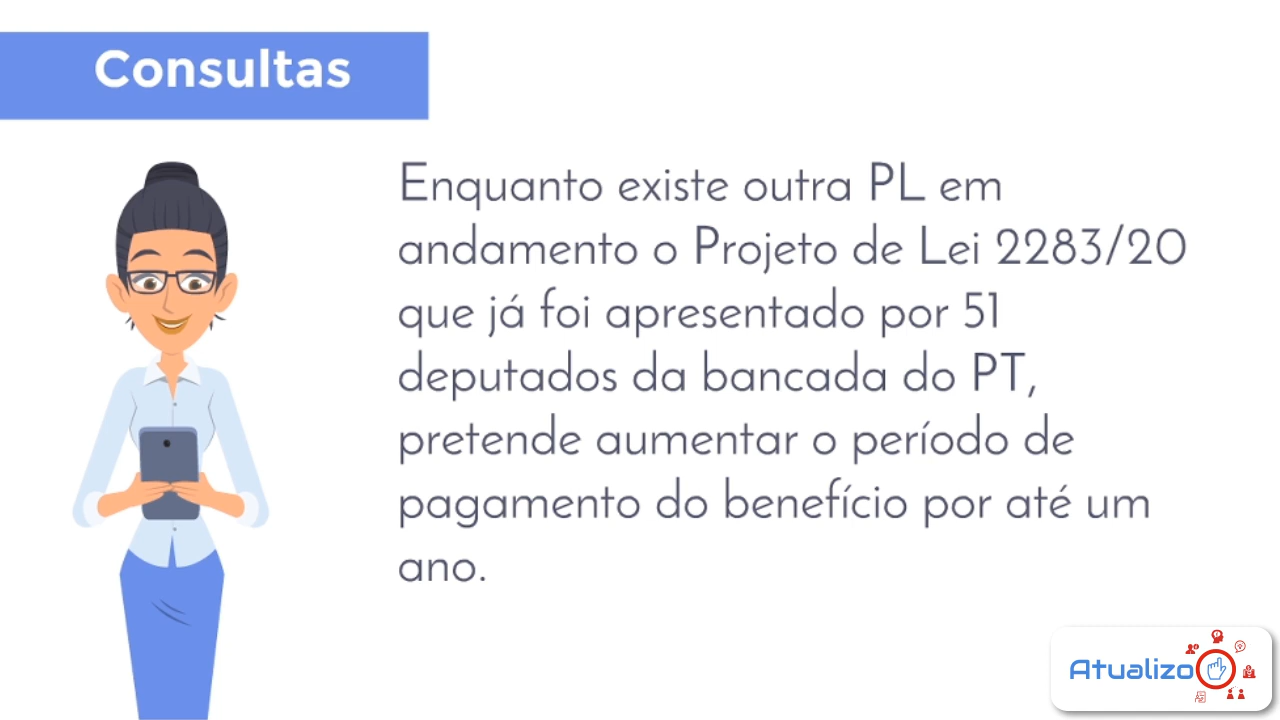 Consultas
Enquanto existe outra PL em
andamento o Projeto de Lei 2283/20
que já foi apresentado por 51
deputados da bancada do PT,
pretende aumentar o período de
pagamento do benefício por até um
ano.
Atualizo